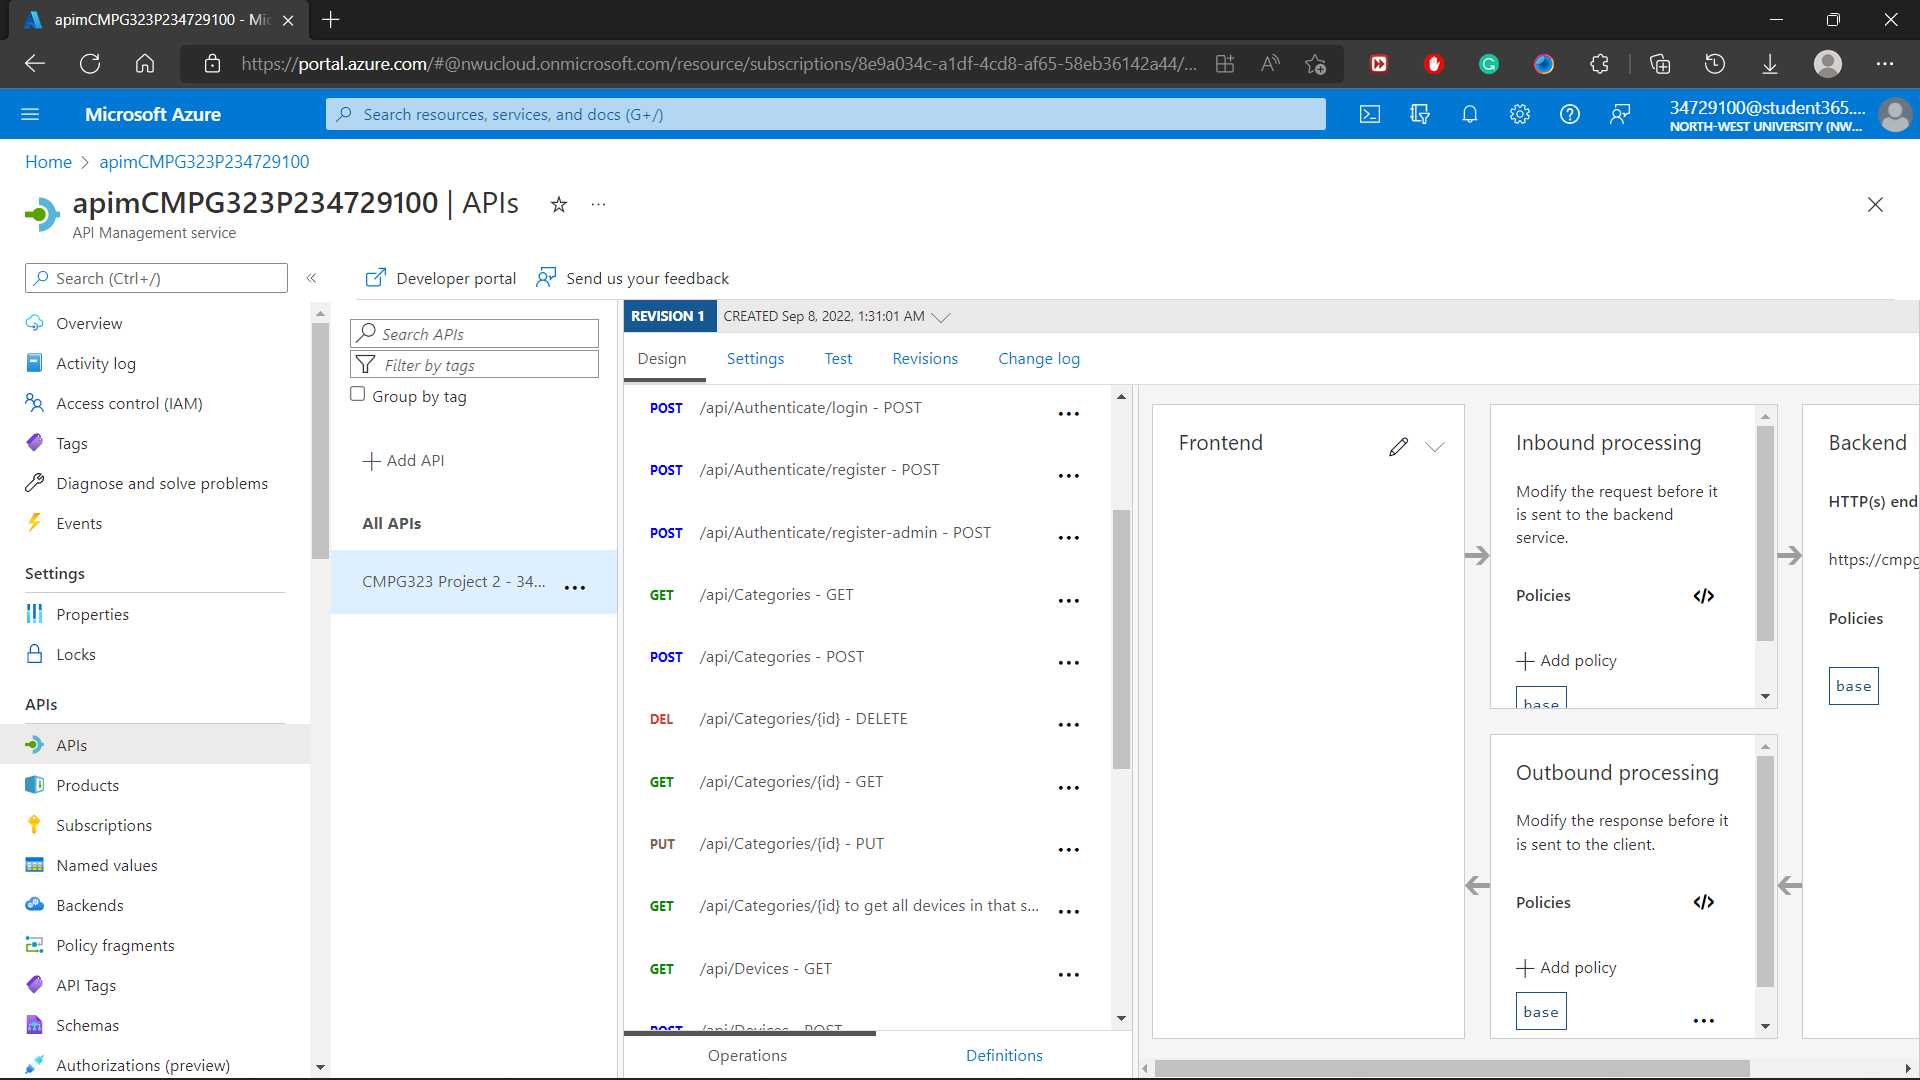 apimCMPG323P234729100 - Mic
https://portal.azure.com/#@nwucloud.onmicrosoft.com/resource/subscriptions/8e9a034c-a1df-4cd8-af65-58eb36142a44/...
Microsoft Azure
Search resources, services, and docs (G+/)
34729100@student365....
NORTH-WEST UNIVERSITY (NW...
Home > apimCMPG323P234729100
apimCMPG323P234729100 | APIs
API Management service
Search (Ctrl+/)
Overview
Activity log
Access control (IAM)
Tags
Diagnose and solve problems
Events
Settings
Properties
Locks
APIs
APIs
Products
Subscriptions
Named values
Backends
Policy fragments
API Tags
Schemas
Authorizations (preview)
Developer portal
Send us your feedback
Search APIs
Filter by tags
Group by tag
Add API
All APIs
CMPG323 Project 2 - 34...
REVISION 1 CREATED Sep 8, 2022, 1:31:01 AM
Design Settings Test Revisions Change log
POST /api/Authenticate/login - POST
POST /api/Authenticate/register - POST
POST /api/Authenticate/register-admin - POST
GET /api/Categories - GET
POST /api/Categories - POST
DEL /api/Categories/{id} - DELETE
GET /api/Categories/{id} - GET
PUT /api/Categories/{id} - PUT
GET /api/Categories/{id} to get all devices in that s...
GET /api/Devices - GET
POST /api/Devices - POST
Operations Definitions
Frontend
Inbound processing
Modify the request before it
is sent to the backend
service.
Policies </>
Add policy
base
Outbound processing
Modify the response before it
is sent to the client.
Policies </>
Add policy
base
Backend
HTTP(s) end
https://cmpg
Policies
base